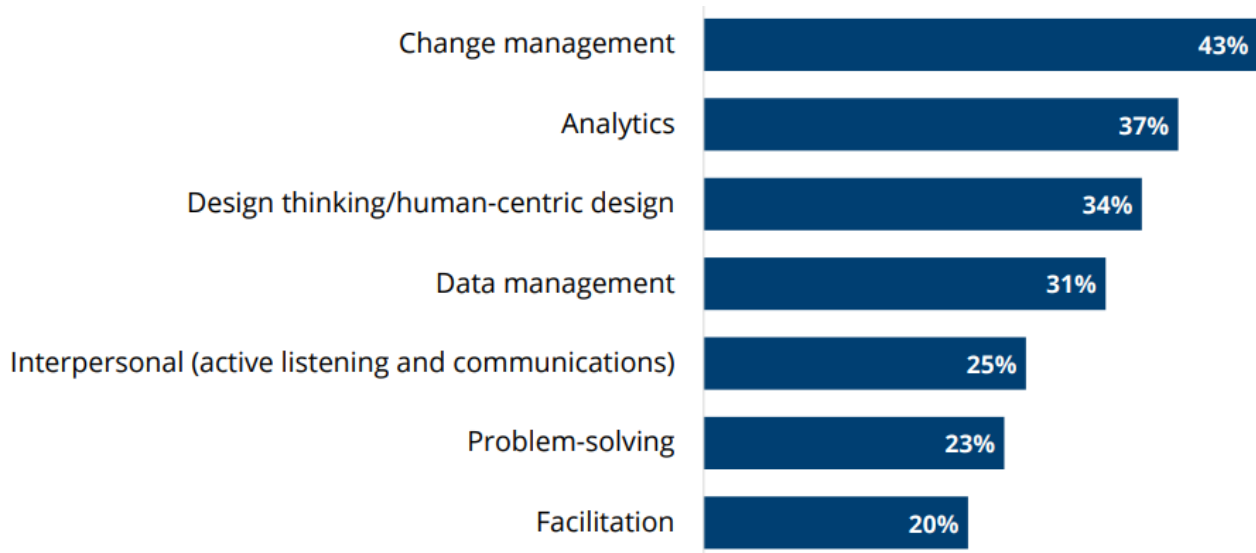 Change management 43%
Analytics 37%
Design thinking/human-centric design 34%
Data management 31%
Interpersonal (active listening and communications) 25%
Problem-solving 23%
Facilitation 20%